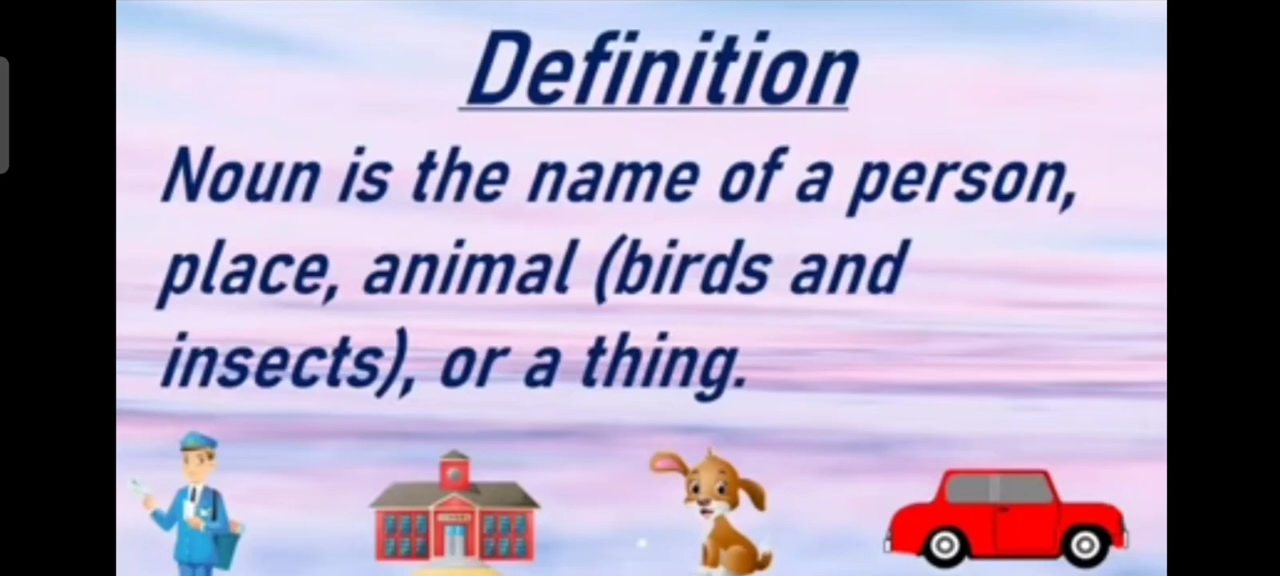 Definition
Noun is the name of a person,
place, animal (birds and
insects), or a thing.